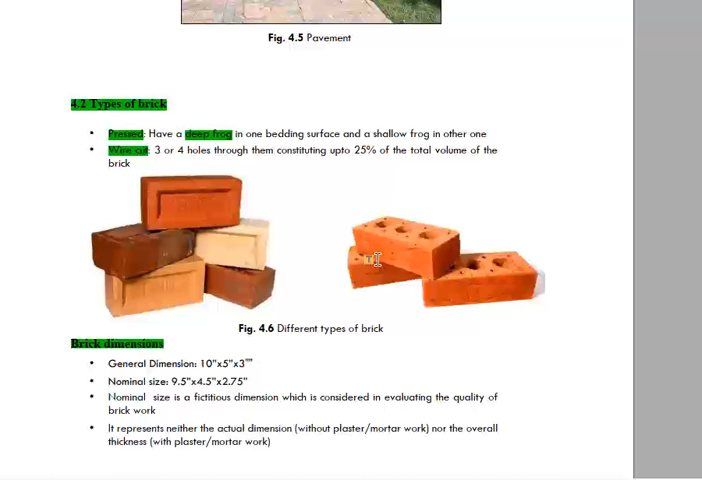 Fig. 4.5 Pavement
4.2 Types of brick
• Pressed: Have a deep frog in one bedding surface and a shallow frog in other one
• Wire cut: 3 or 4 holes through them constituting upto 25% of the total volume of the
brick
Fig. 4.6 Different types of brick
Brick dimensions
• General Dimension: 10"x5"x3""
• Nominal size: 9.5"x4.5"x2.75"
• Nominal size is a fictitious dimension which is considered in evaluating the quality of
brick work
• It represents neither the actual dimension (without plaster/mortar work) nor the overall
thickness (with plaster/mortar work)